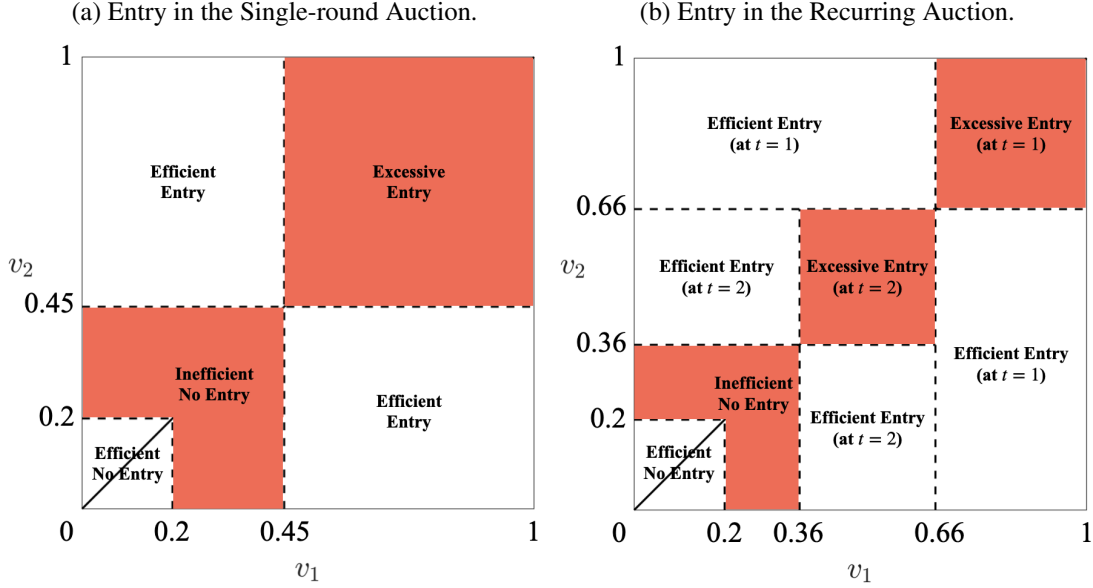 (a) Entry in the Single-round Auction.
1
Efficient
Entry
Excessive
Entry
v₂
0.45
Inefficient
No Entry
Efficient
Entry
0.2
Efficient
No Entry
0
0.2
0.45
1
v₁
(b) Entry in the Recurring Auction.
1
Efficient Entry
(at t = 1)
Excessive Entry
(at t = 1)
0.66
v₂
Efficient Entry
(at t = 2)
Excessive Entry
(at t = 2)
0.36
Efficient Entry
(at t = 1)
Inefficient
No Entry
Efficient Entry
(at t = 2)
0.2
Efficient
No Entry
0
0.2
0.36
0.66
1
v₁